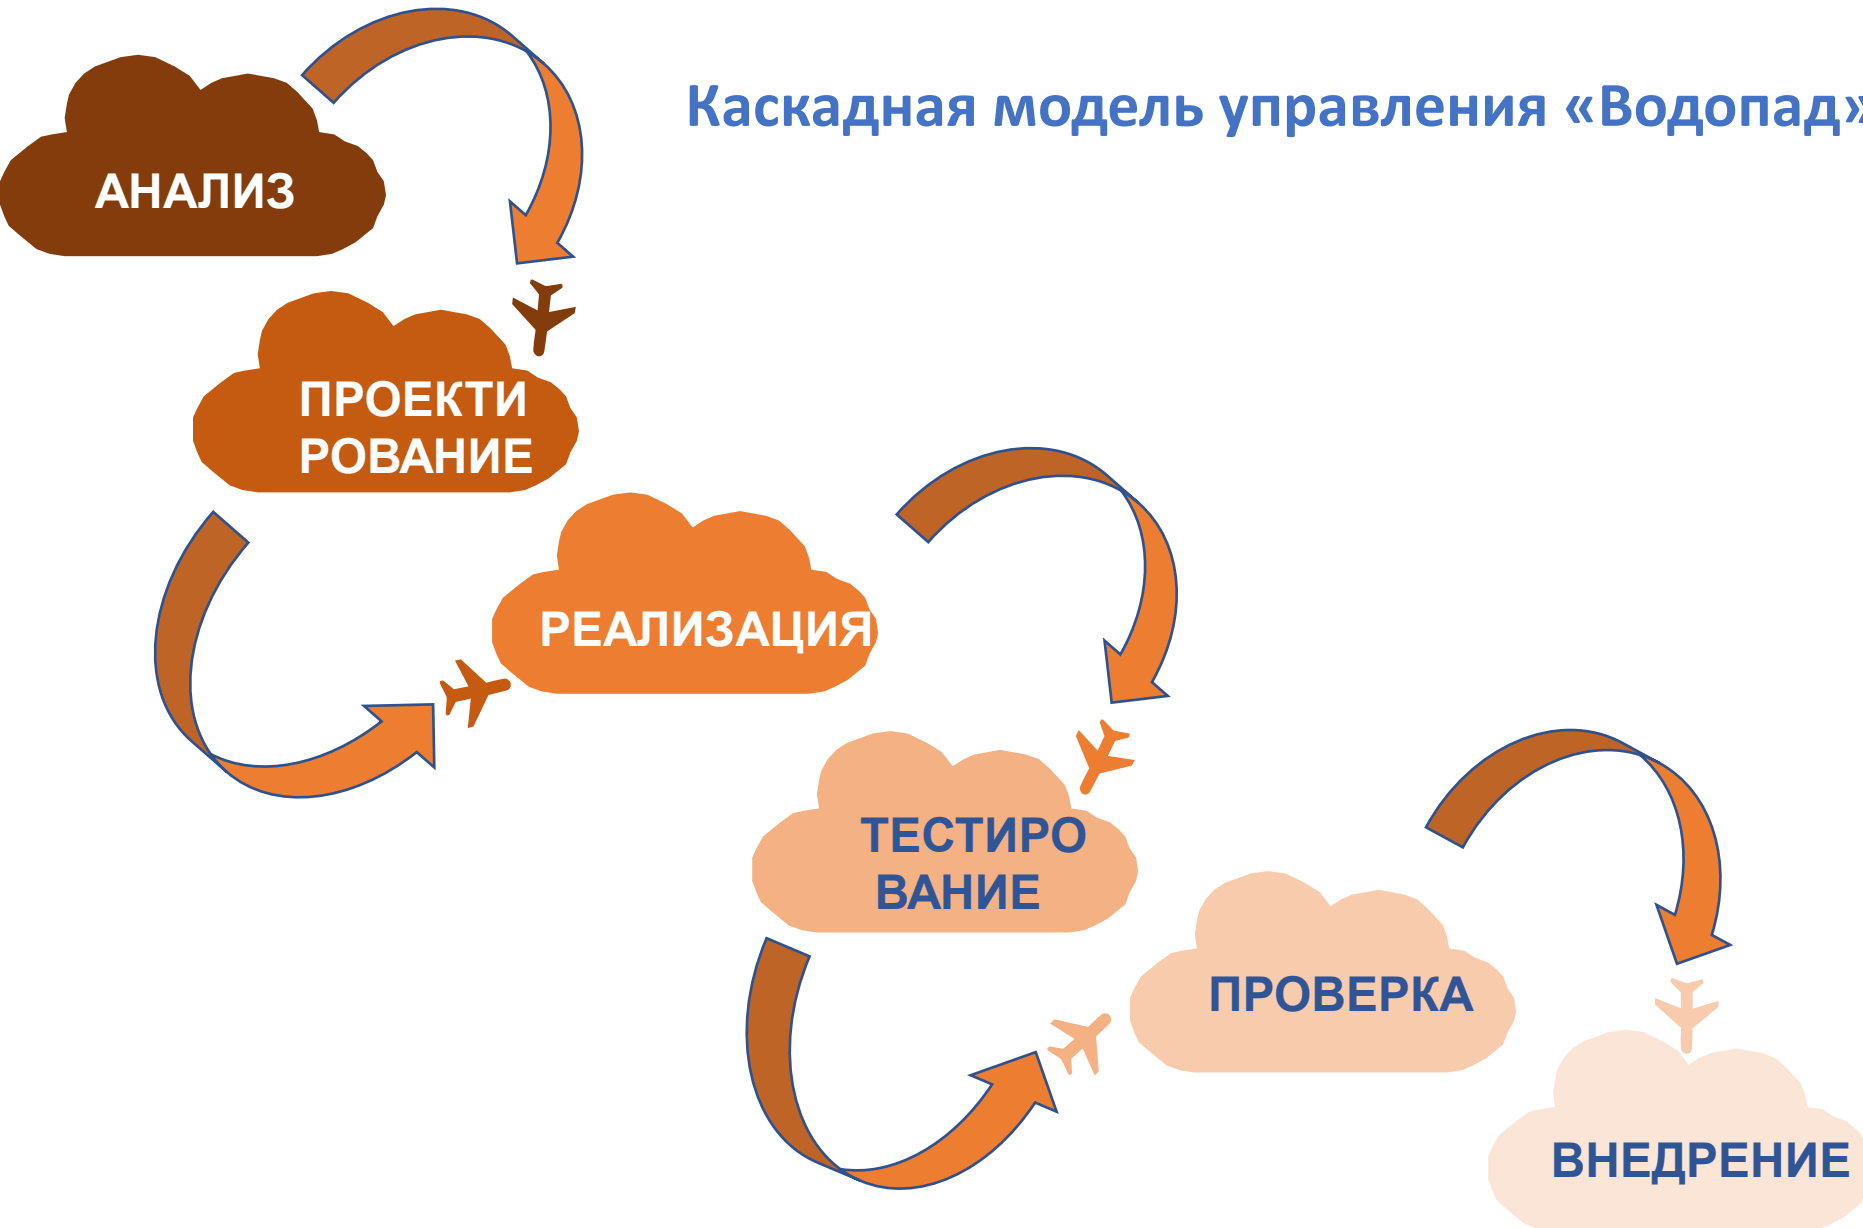 Каскадная модель управления «Водопад»
АНАЛИЗ
ПРОЕКТИ
РОВАНИЕ
РЕАЛИЗАЦИЯ
ТЕСТИРО
ВАНИЕ
ПРОВЕРКА
ВНЕДРЕНИЕ